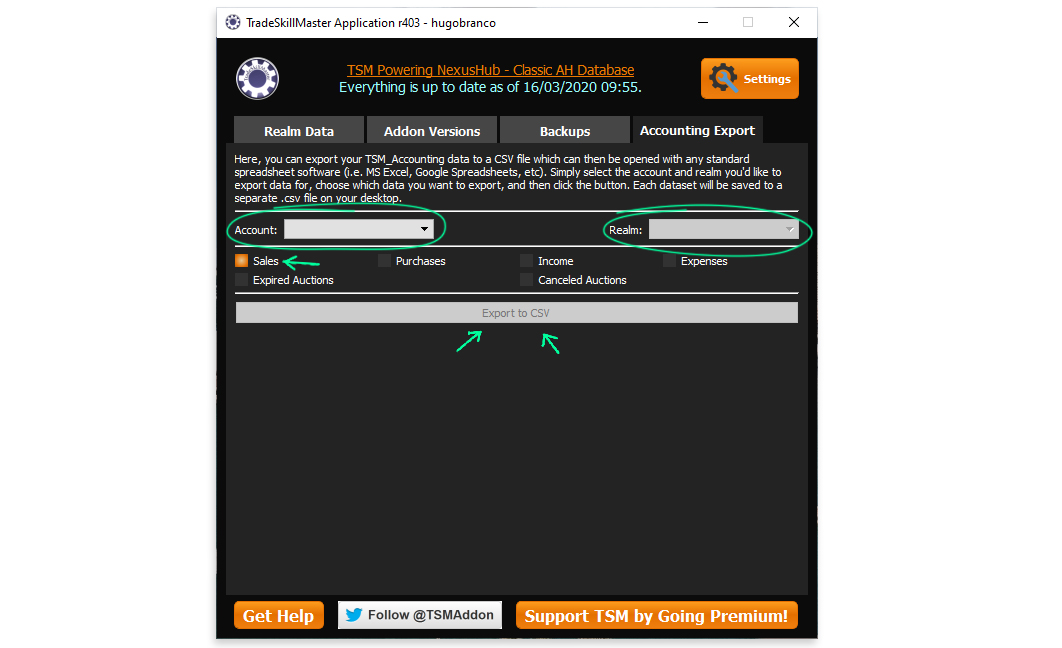 TradeSkillMaster Application r403 - hugobranco
TSM Powering NexusHub - Classic AH Database
Everything is up to date as of 16/03/2020 09:55.
Settings
Realm Data
Addon Versions
Backups
Accounting Export
Here, you can export your TSM_Accounting data to a CSV file which can then be opened with any standard
spreadsheet software (i.e. MS Excel, Google Spreadsheets, etc). Simply select the account and realm you'd like to
export data for, choose which data you want to export, and then click the button. Each dataset will be saved to a
separate .csv file on your desktop.
Account:
Realm:
Sales
Purchases
Income
Expenses
Expired Auctions
Canceled Auctions
Export to CSV
Get Help
Follow @TSMAddon
Support TSM by Going Premium!